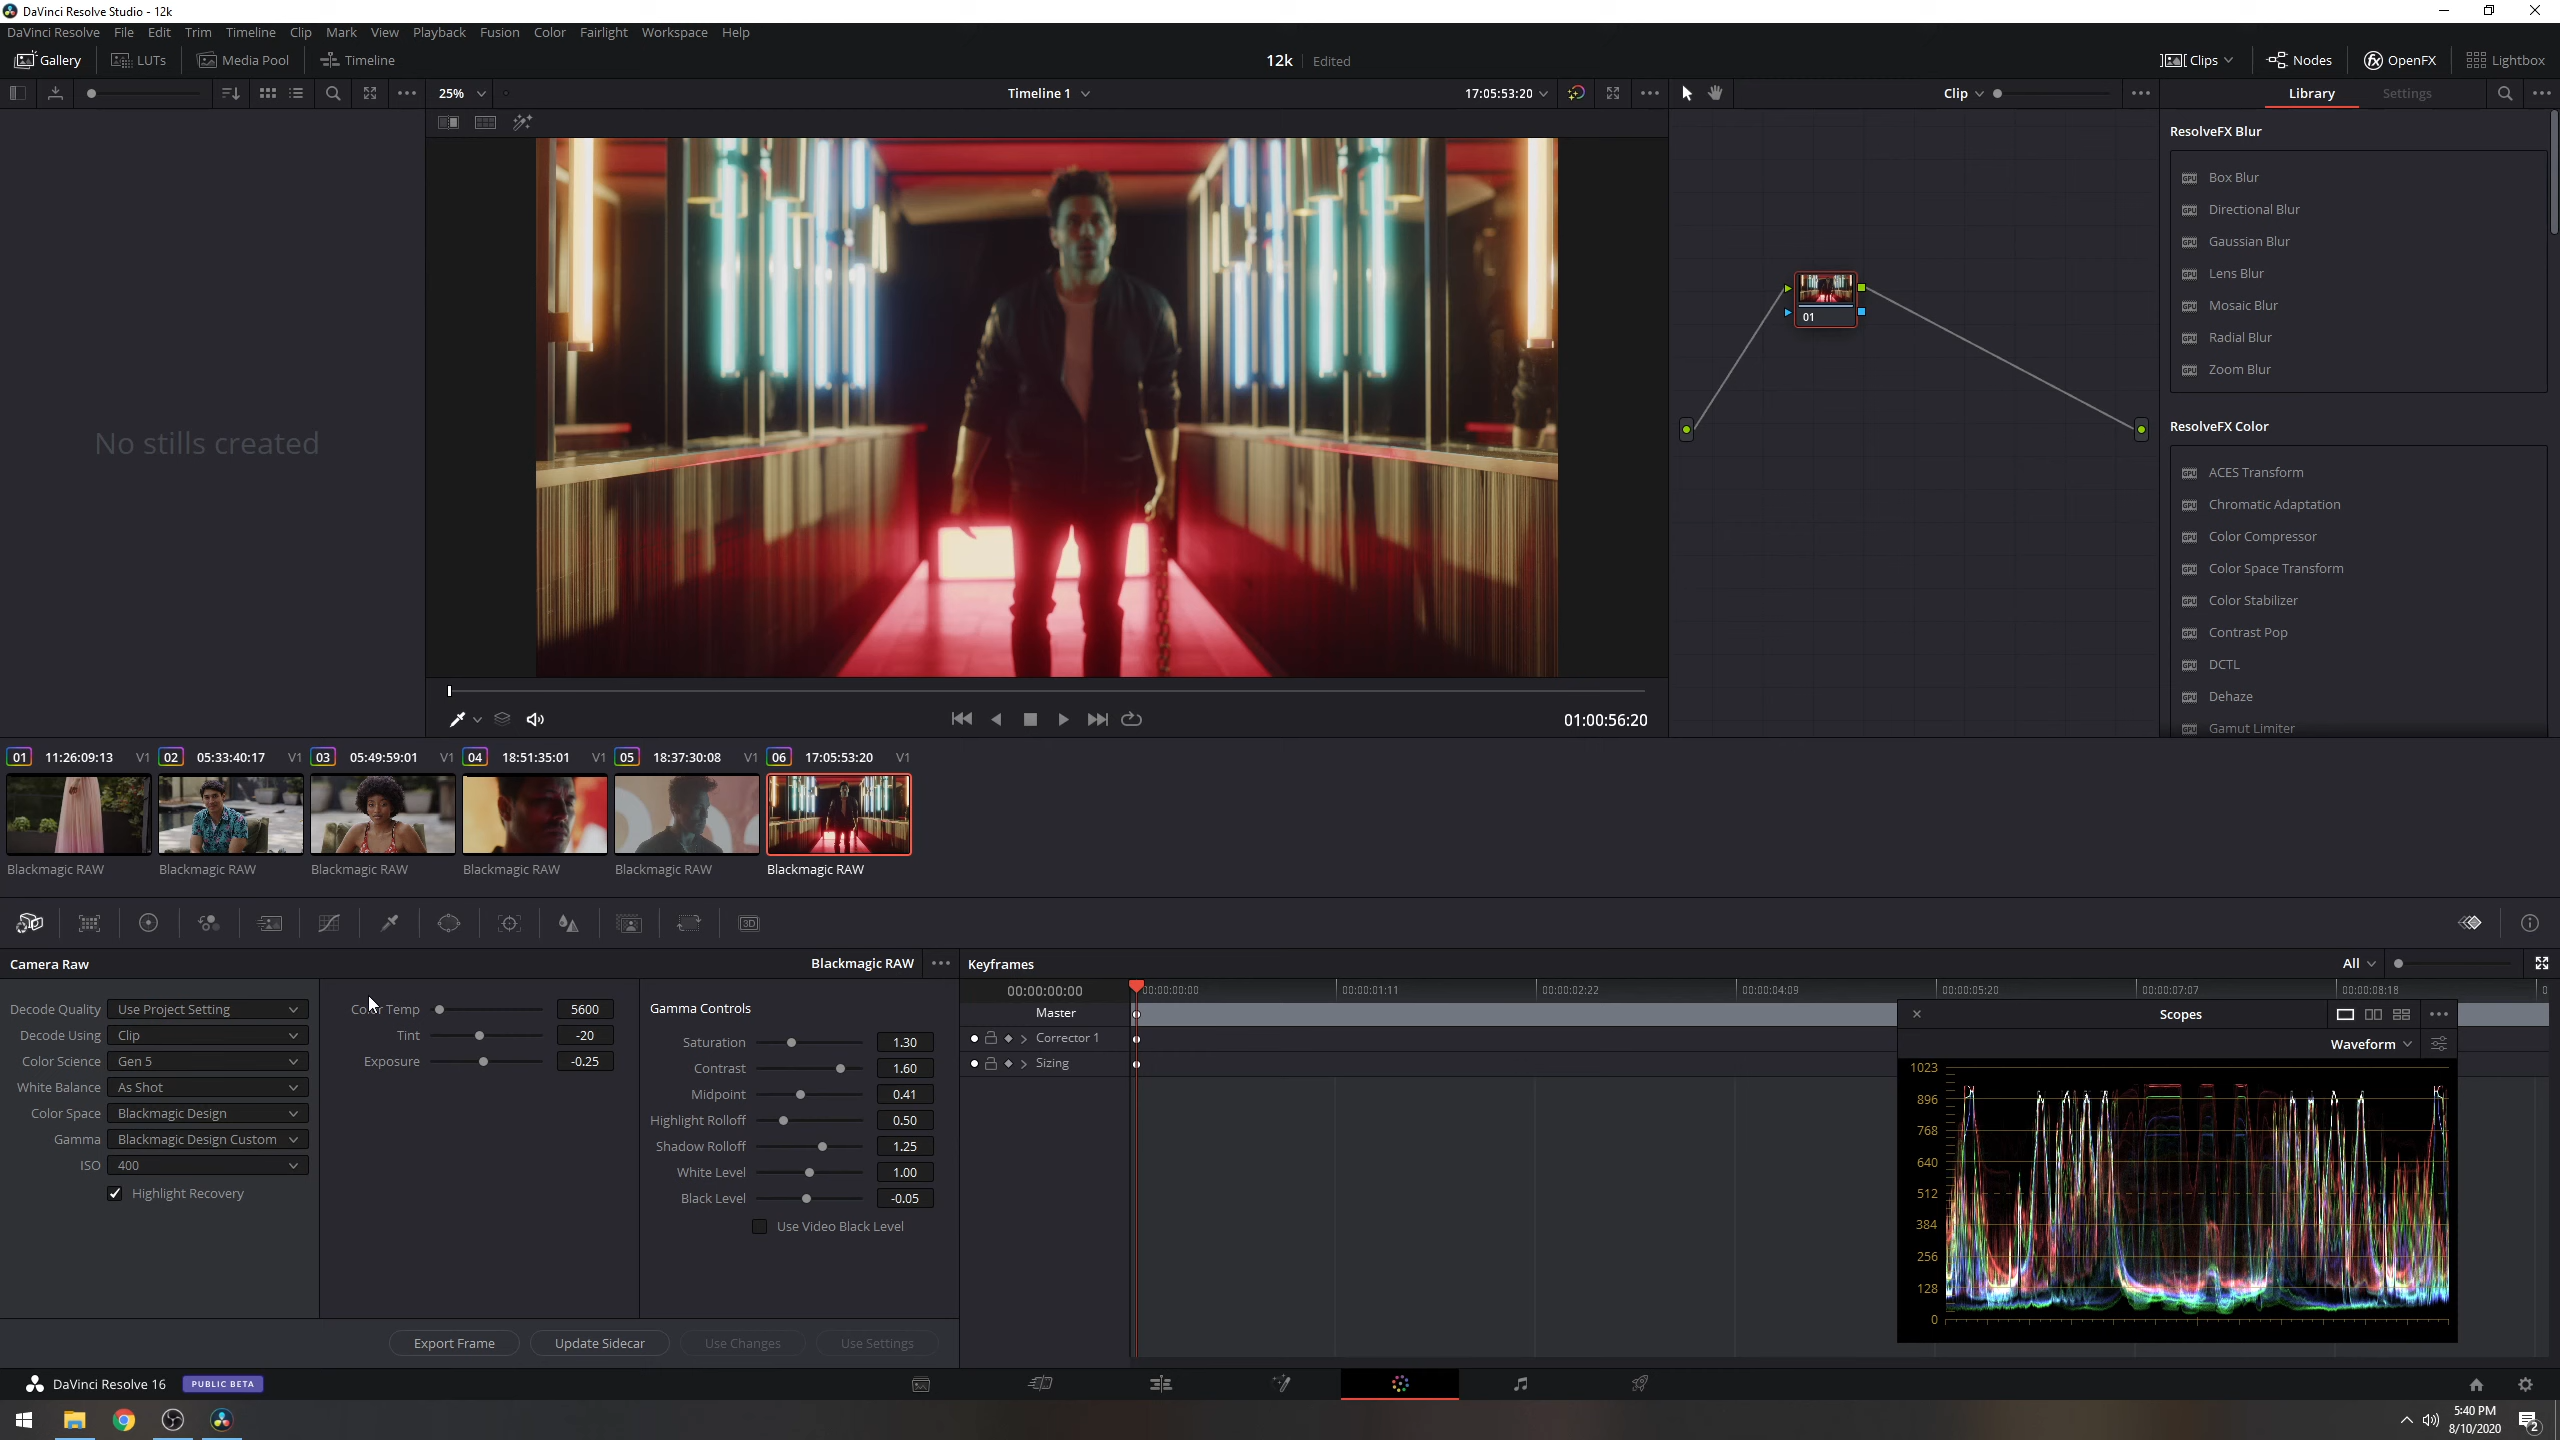 DaVinci Resolve Studio - 12k
DaVinci Resolve File Edit Trim Timeline Clip Mark View Playback Fusion Color Fairlight Workspace Help
Gallery LUTs Media Pool Timeline 12k Edited Clips Nodes OpenFX Lightbox
25% Timeline 1 17:05:53:20 Clip Library Settings
ResolveFX Blur
Box Blur
Directional Blur
Gaussian Blur
Lens Blur
Mosaic Blur
Radial Blur
Zoom Blur
01
No stills created
ResolveFX Color
ACES Transform
Chromatic Adaptation
Color Compressor
Color Space Transform
Color Stabilizer
Contrast Pop
DCTL
Dehaze
Gamut Limiter
01:00:56:20
01 11:26:09:13 V1 02 05:33:40:17 V1 03 05:49:59:01 V1 04 18:51:35:01 V1 05 18:37:30:08 V1 06 17:05:53:20 V1
Blackmagic RAW Blackmagic RAW Blackmagic RAW Blackmagic RAW Blackmagic RAW Blackmagic RAW
3D
Camera Raw Blackmagic RAW
Decode Quality Use Project Setting
Decode Using Clip
Color Science Gen 5
White Balance As Shot
Color Space Blackmagic Design
Gamma Blackmagic Design Custom
ISO 400
Highlight Recovery
Color Temp 5600
Tint -20
Exposure -0.25
Gamma Controls
Saturation 1.30
Contrast 1.60
Midpoint 0.41
Highlight Rolloff 0.50
Shadow Rolloff 1.25
White Level 1.00
Black Level -0.05
Use Video Black Level
Export Frame Update Sidecar Use Changes Use Settings
Keyframes All
00:00:00:00 00:00:00:00 00:00:01:11 00:00:02:22 00:00:04:09 00:00:05:20 00:00:07:07 00:00:08:18 0
Master
Corrector 1
Sizing
Scopes
Waveform
1023
896
768
640
512
384
256
128
0
DaVinci Resolve 16 PUBLIC BETA
5:40 PM
8/10/2020
2